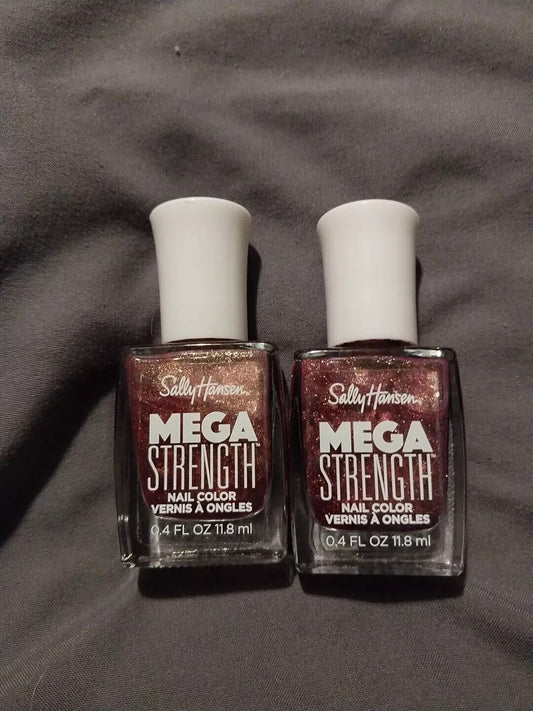 Sally Hansen
MEGA
STRENGTH
NAIL COLOR
VERNIS À ONGLES
0.4 FL OZ 11.8 ml
Sally Hansen
MEGA
STRENGTH
NAIL COLOR
VERNIS À ONGLES
0.4 FL OZ 11.8 ml